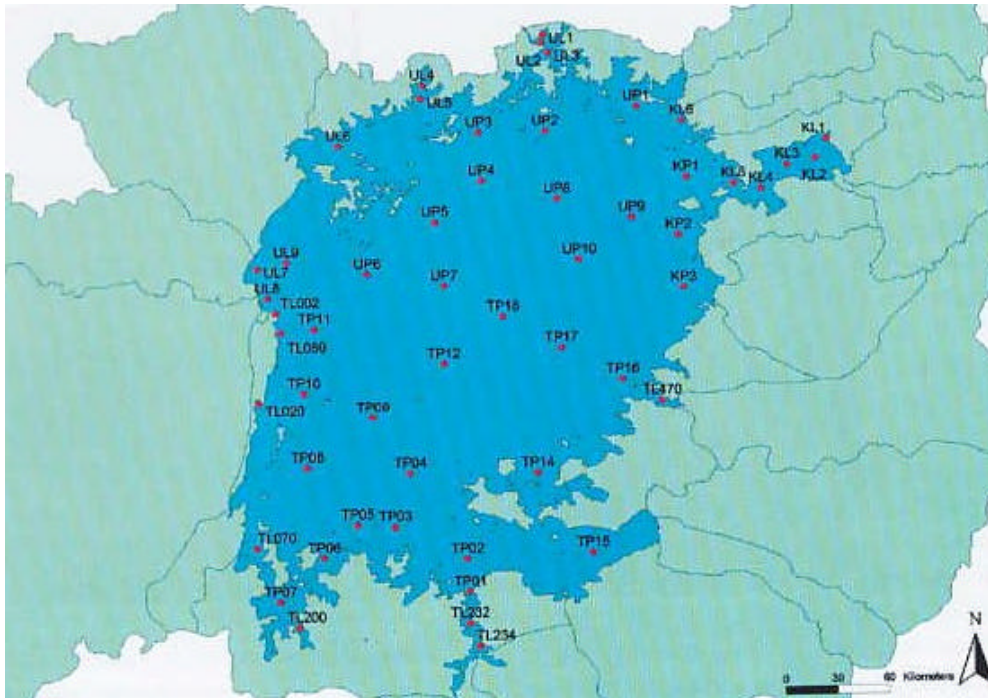 UL1
UL2 UL3
UL4
UL5
UP1
KL6
UP3 UP2
KL1
UL6
KL3
KL2
UP4
KP1
KL5 KL4
UP8
UP5
UP9
KP2
UL9
UL7
UP6
UP10
UP7
KP3
UL8
TL002
TP11
TP18
TL050
TP17
TP12
TP16
TP10
TL470
TL020
TP09
TP08
TP04
TP14
TP05 TP03
TL070
TP06
TP02
TP15
TP07
TP01
TL200
TL232
TL234
N
0 30 60 Kilometers